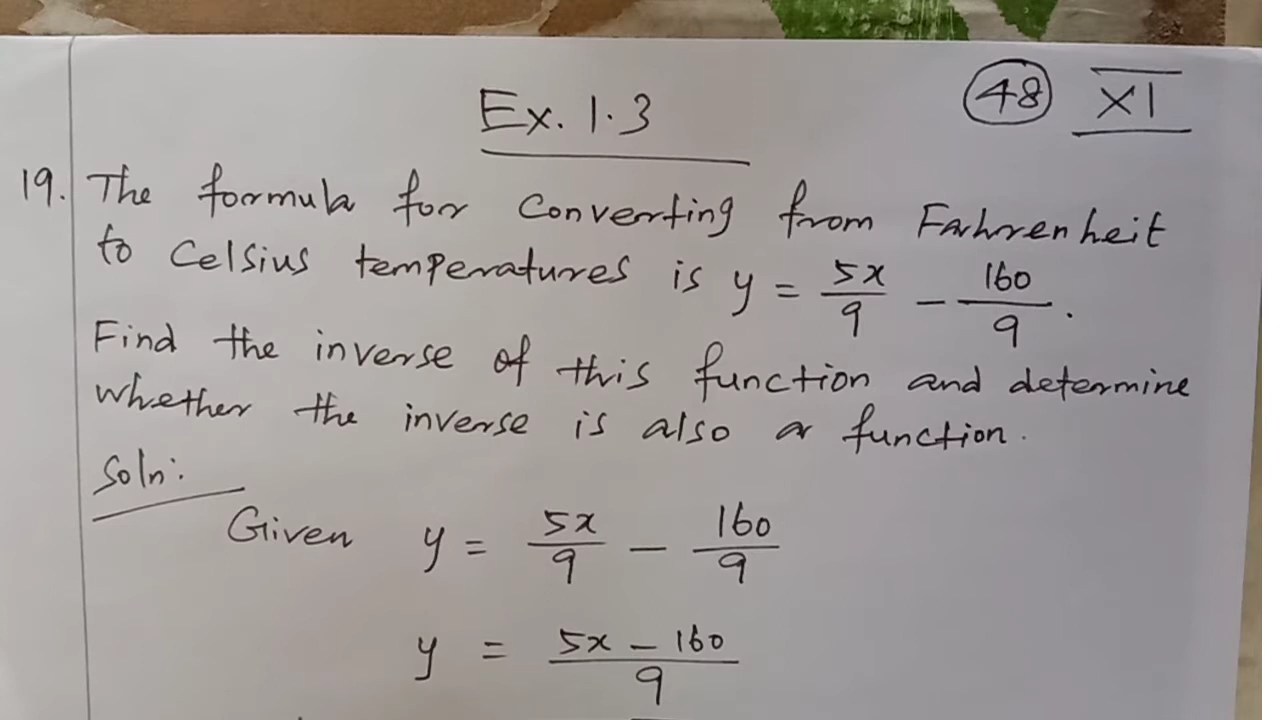 48 XI
Ex. 1.3
19. The formula for converting from Fahrenheit
to Celsius temperatures is y = 5x/9 - 160/9.
Find the inverse of this function and determine
whether the inverse is also a function.
Soln:
Given y = 5x/9 - 160/9
y = (5x - 160)/9